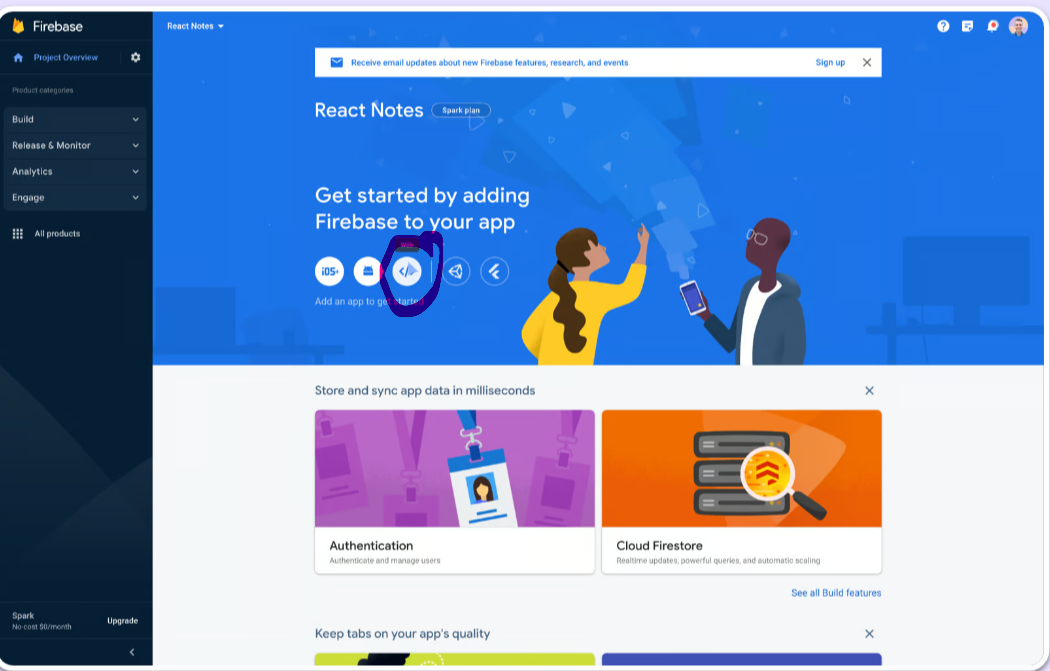 Firebase
React Notes
Project Overview
Receive email updates about new Firebase features, research, and events
Sign up
Product categories
React Notes
Spark plan
Build
Release & Monitor
Analytics
Engage
Get started by adding
Firebase to your app
All products
Web
iOS+
</>
Add an app to get started
Store and sync app data in milliseconds
Authentication
Authenticate and manage users
Cloud Firestore
Realtime updates, powerful queries, and automatic scaling
See all Build features
Spark
No-cost $0/month
Upgrade
Keep tabs on your app's quality